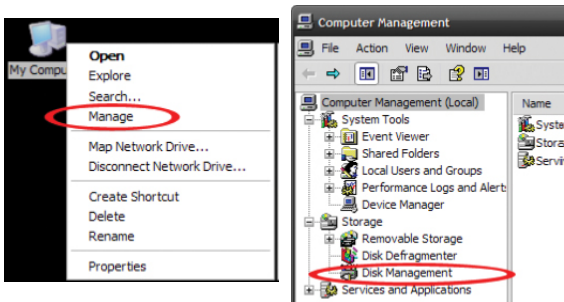 My Compu
Open
Explore
Search...
Manage
Map Network Drive...
Disconnect Network Drive...
Create Shortcut
Delete
Rename
Properties
Computer Management
File Action View Window Help
Computer Management (Local)
System Tools
Event Viewer
Shared Folders
Local Users and Groups
Performance Logs and Alert
Device Manager
Storage
Removable Storage
Disk Defragmenter
Disk Management
Services and Applications
Name
Syste
Stora
Servi